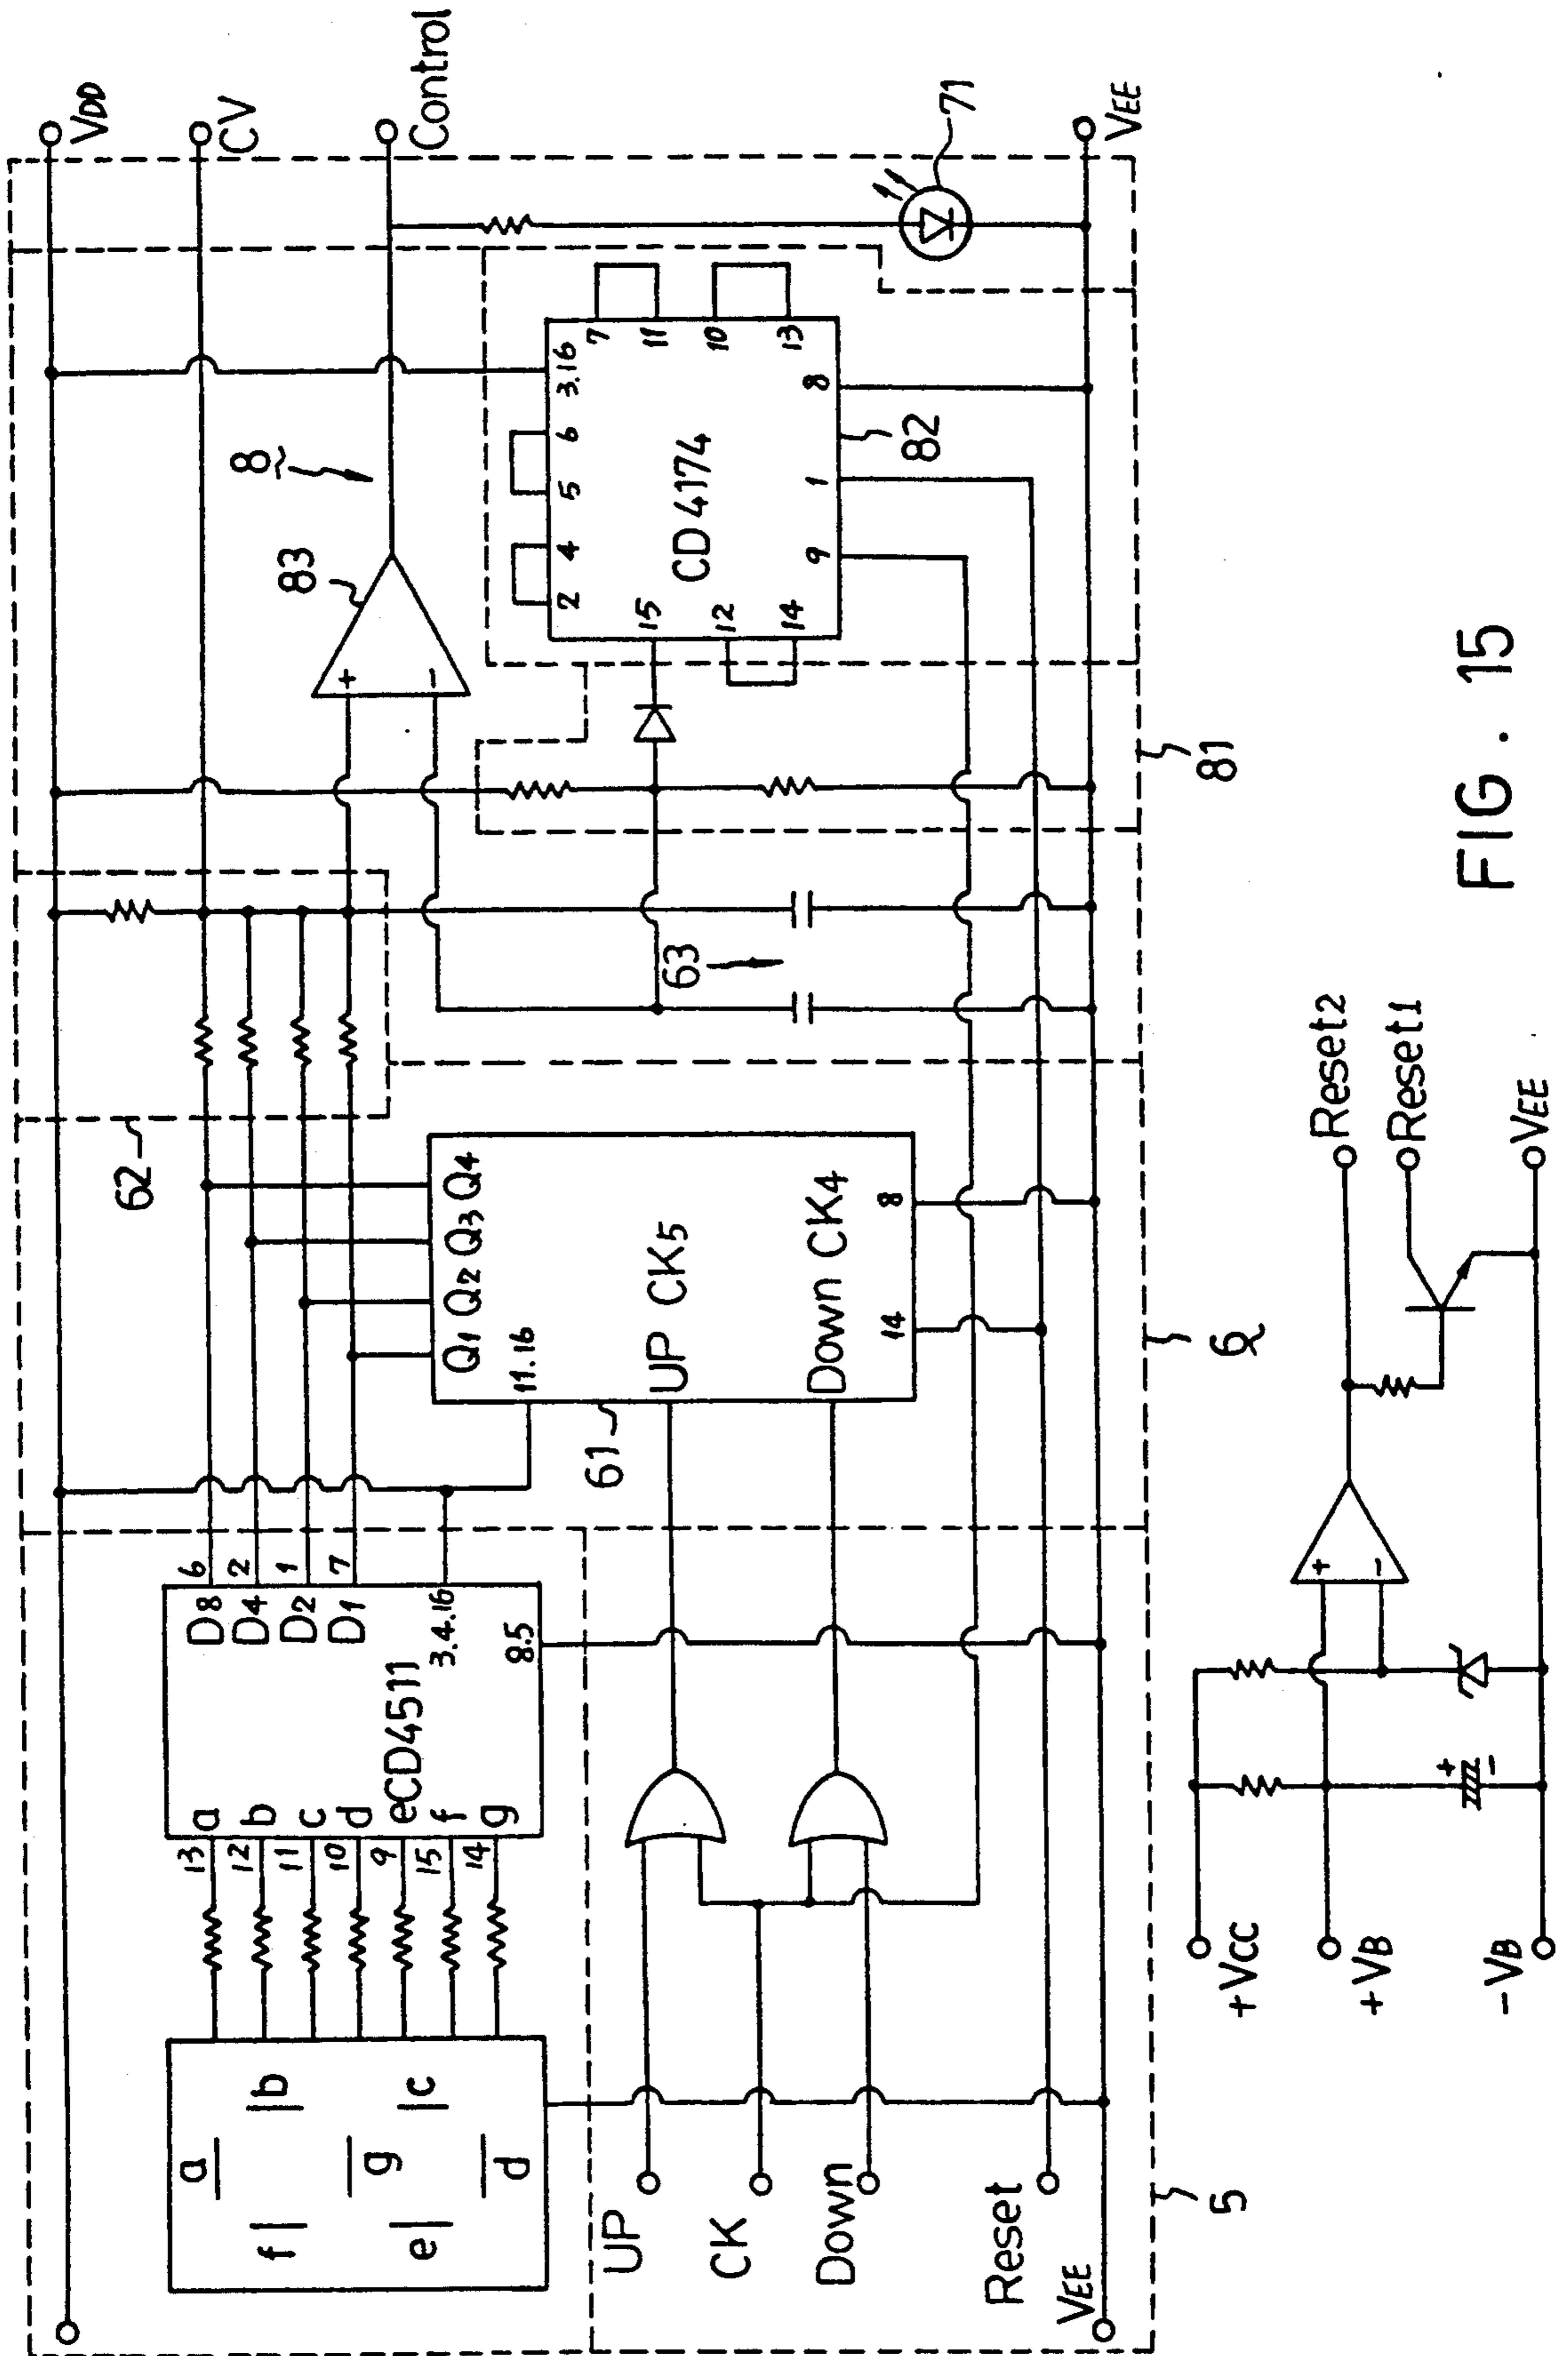 VDD
CV
Control
71
VEE
8
83
3.16
6
5
4
2
7
11
10
13
CD4174
15
12
14
8
1
9
82
81
63
62
Q1 Q2 Q3 Q4
11.16
UP CK5
Down CK4
14
8
61
6
D8 6
D4 2
D2 1
D1 7
3.4.16
8.5
CD4511
13 a
12 b
11 c
10 d
9 e
15 f
14 g
a
b
f
g
c
e
d
UP
CK
Down
Reset
VEE
5
+VCC
+VB
-VB
+
-
+
-
+
-
Reset2
Reset1
VEE
FIG. 15